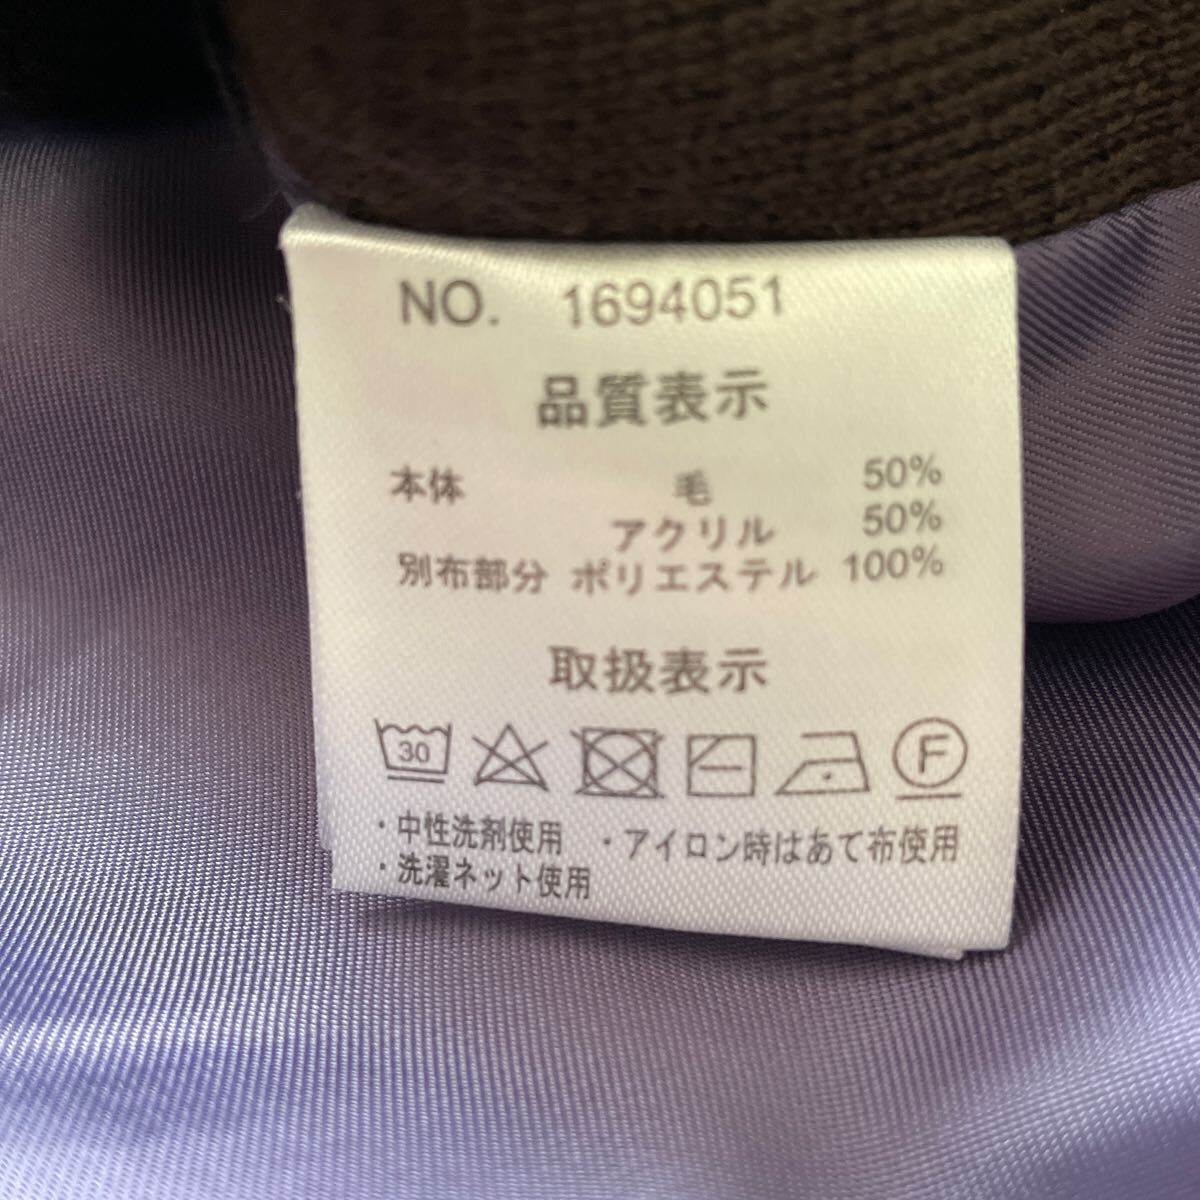 NO. 1694051
品質表示
本体 毛 50%
アクリル 50%
別布部分 ポリエステル 100%
取扱表示
30 F
・中性洗剤使用 ・アイロン時はあて布使用
・洗濯ネット使用